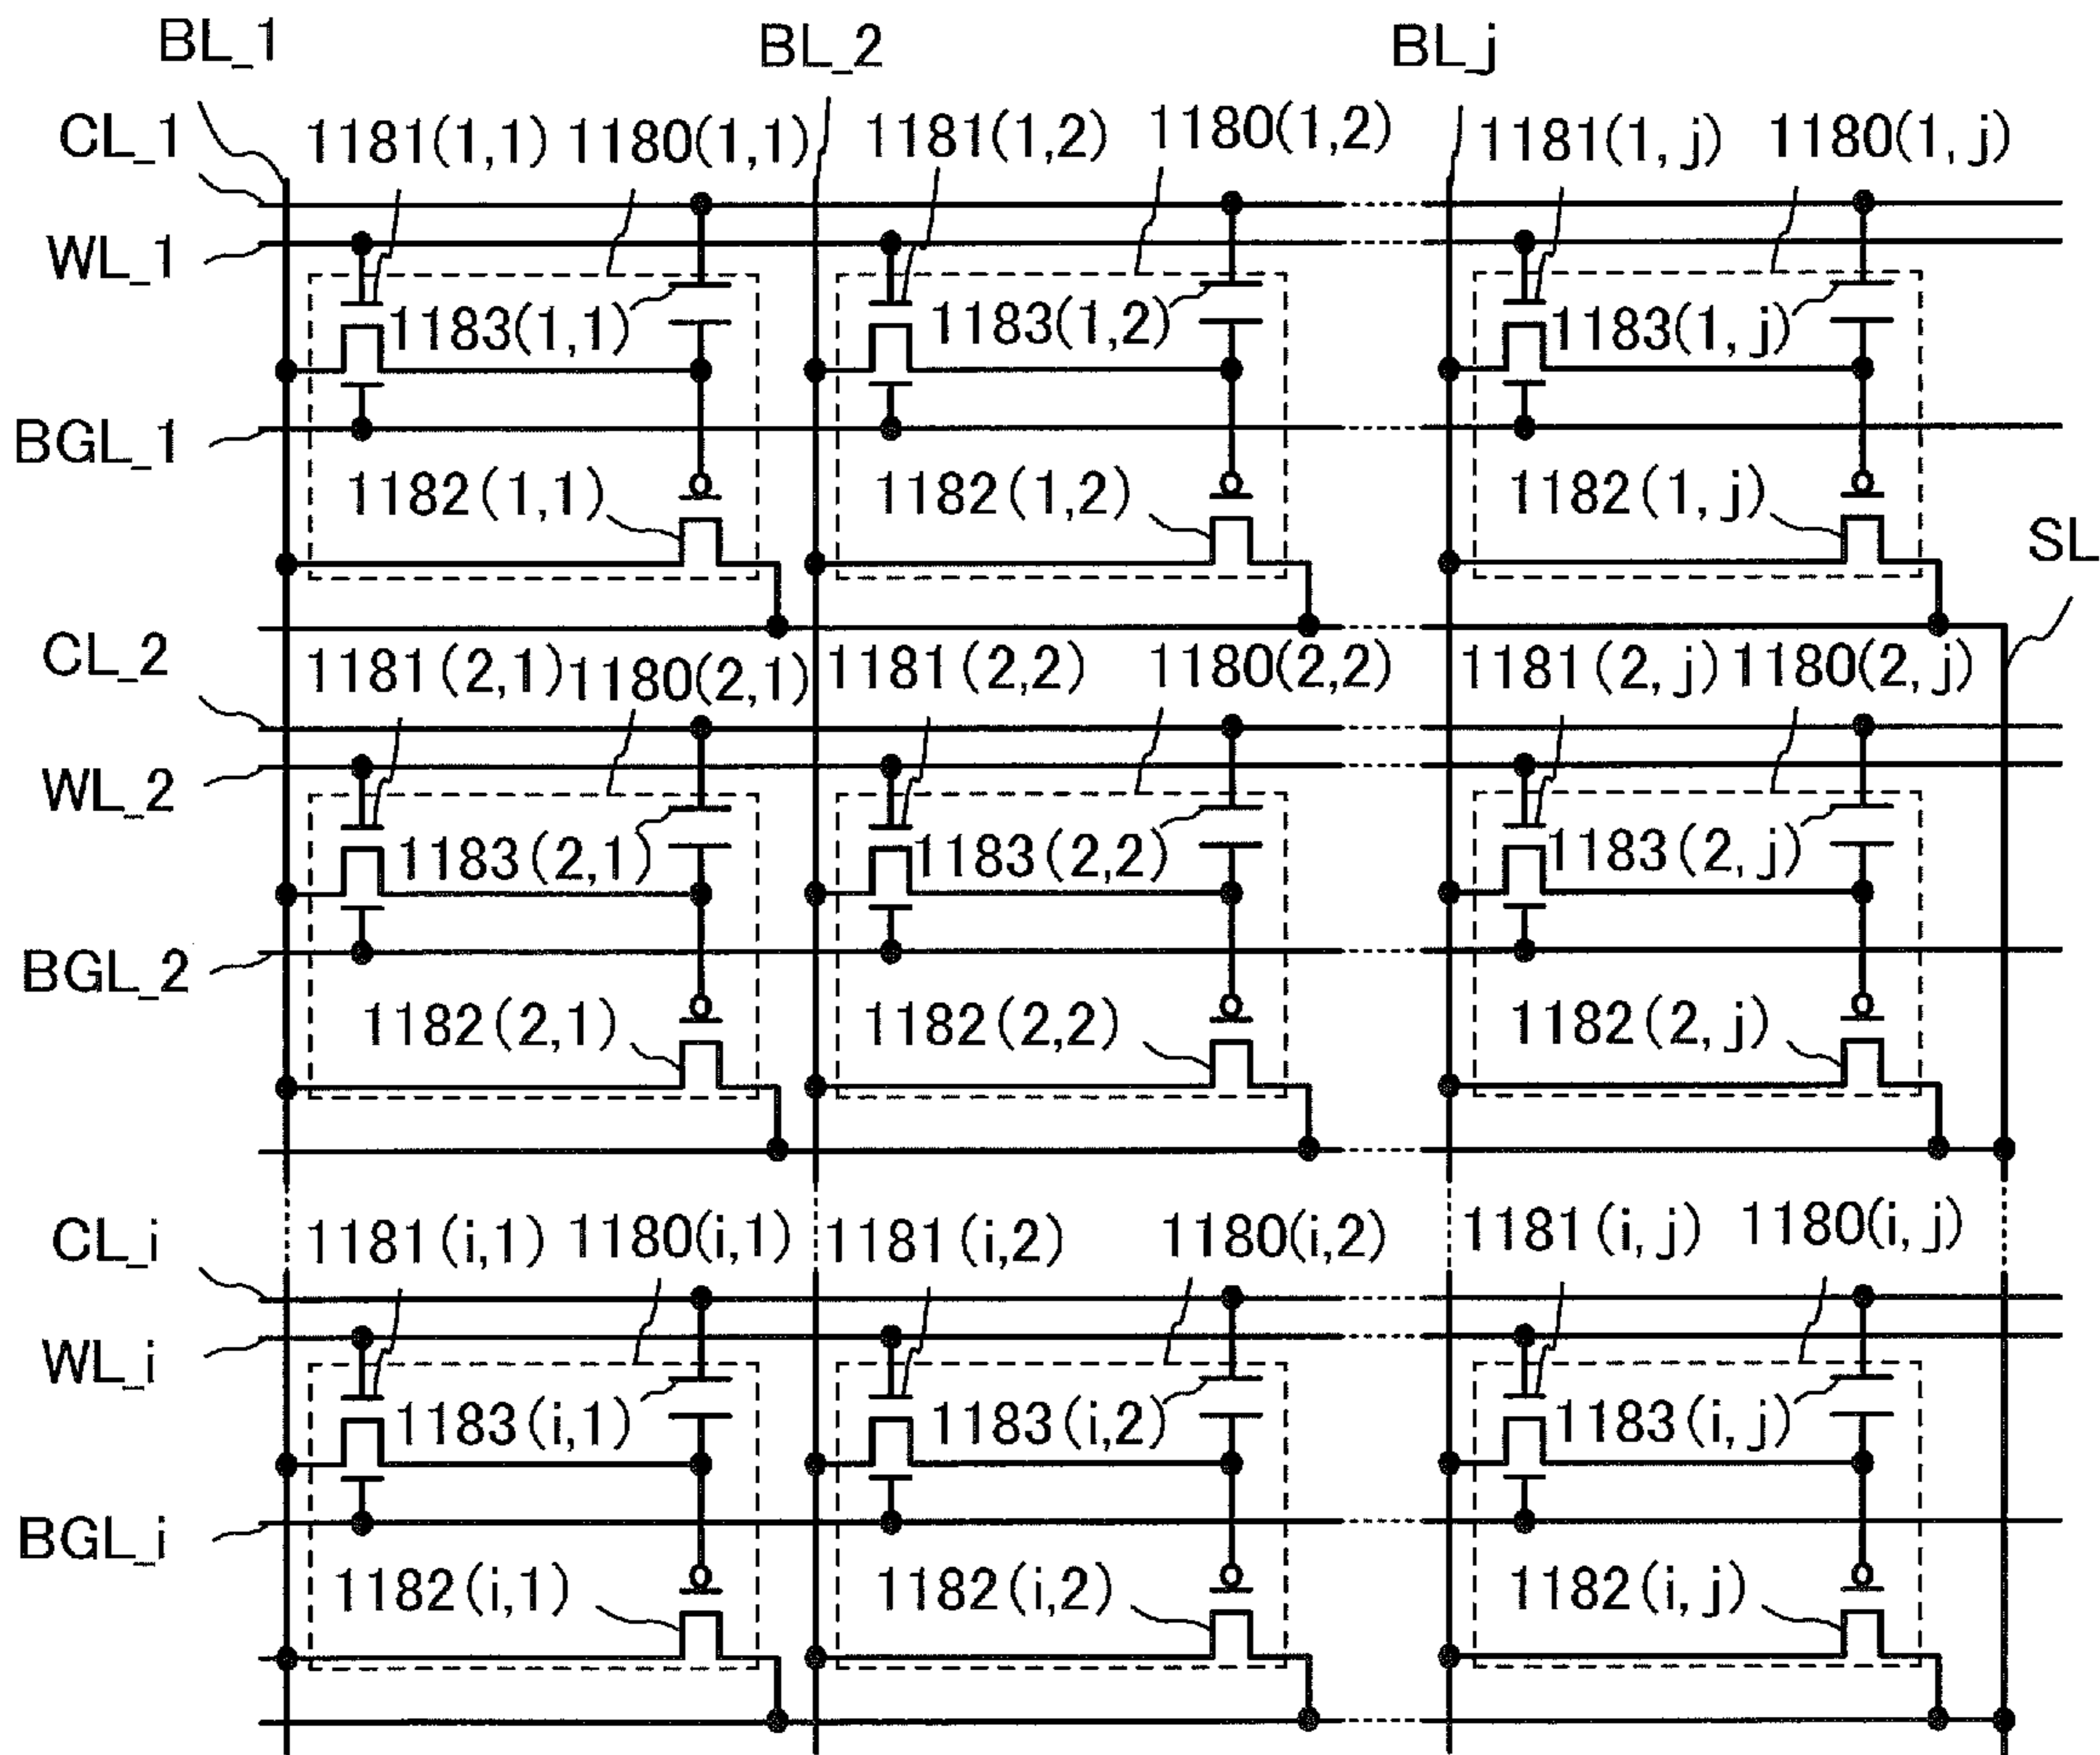 BL_1 BL_2 BL_j
CL_1 1181(1,1) 1180(1,1) 1181(1,2) 1180(1,2) 1181(1,j) 1180(1,j)
WL_1
1183(1,1) 1183(1,2) 1183(1,j)
BGL_1
1182(1,1) 1182(1,2) 1182(1,j)
SL
CL_2 1181(2,1) 1180(2,1) 1181(2,2) 1180(2,2) 1181(2,j) 1180(2,j)
WL_2
1183(2,1) 1183(2,2) 1183(2,j)
BGL_2
1182(2,1) 1182(2,2) 1182(2,j)
CL_i 1181(i,1) 1180(i,1) 1181(i,2) 1180(i,2) 1181(i,j) 1180(i,j)
WL_i
1183(i,1) 1183(i,2) 1183(i,j)
BGL_i
1182(i,1) 1182(i,2) 1182(i,j)